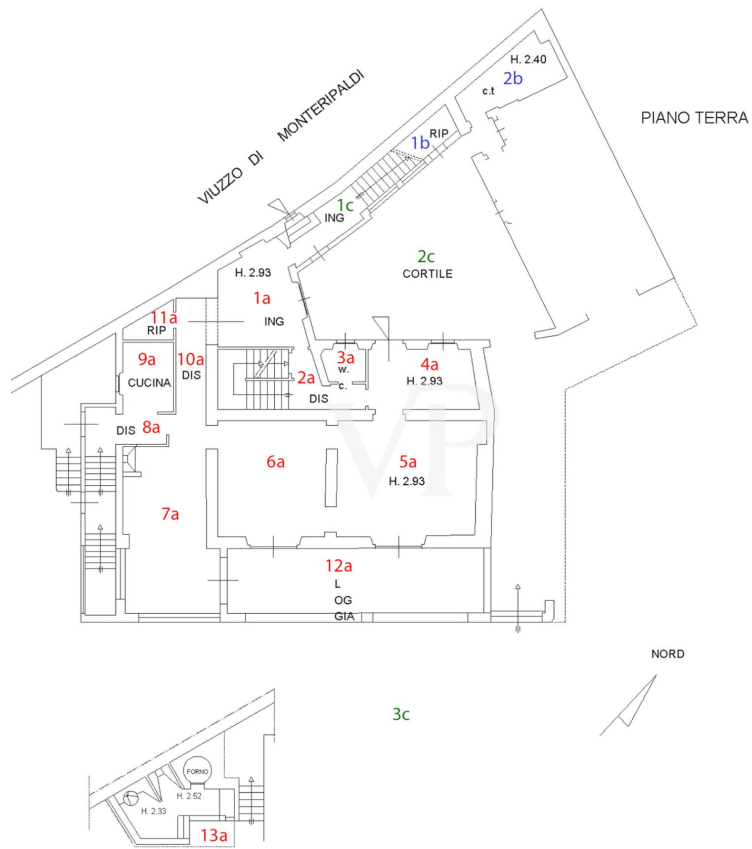 H. 2.40
2b
c.t
PIANO TERRA
VIUZZO DI MONTERIPALDI
RIP
1b
1c
ING
2c
CORTILE
H. 2.93
1a
ING
11a
RIP
9a
CUCINA
10a
DIS
2a
DIS
3a
w.
c.
4a
H. 2.93
DIS
8a
6a
5a
H. 2.93
VP
7a
12a
L
OG
GIA
NORD
3c
FORNO
H. 2.52
H. 2.33
13a